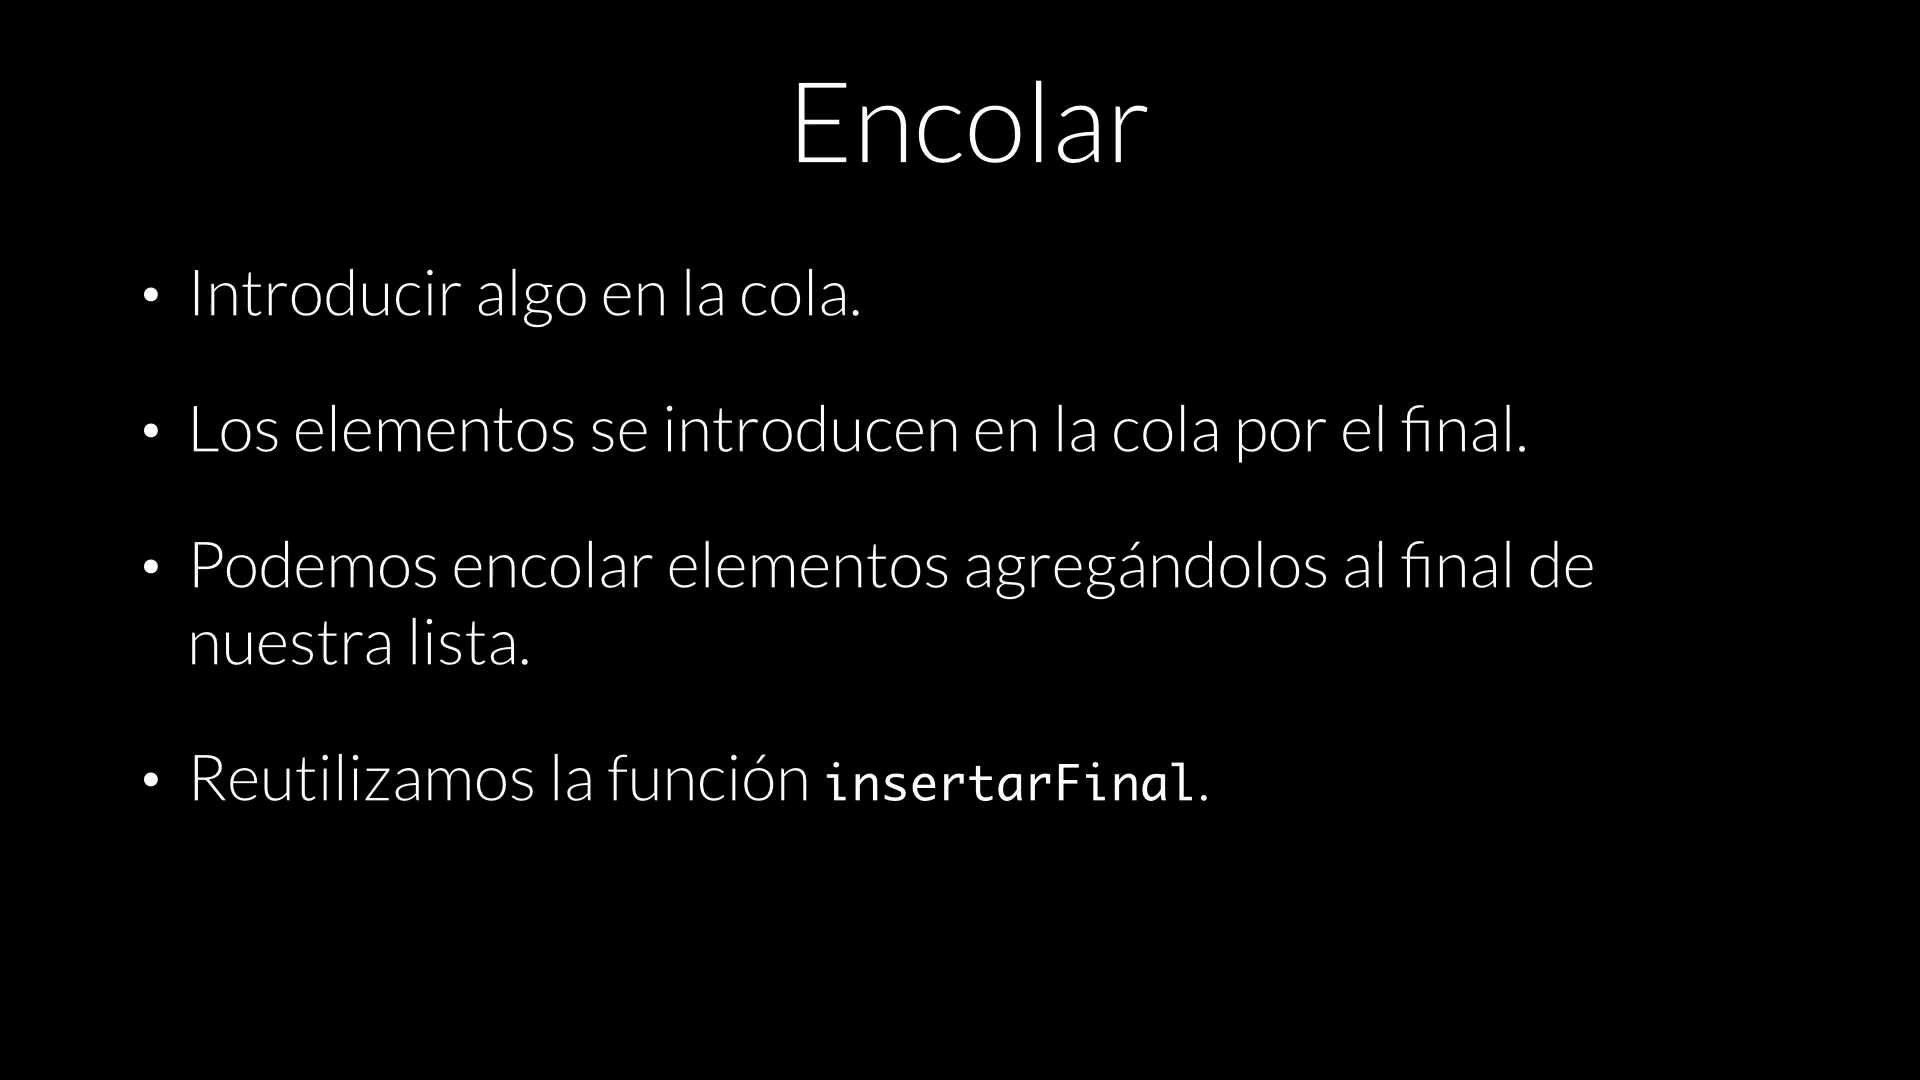 Encolar
• Introducir algo en la cola.
• Los elementos se introducen en la cola por el final.
• Podemos encolar elementos agregándolos al final de
nuestra lista.
• Reutilizamos la función insertarFinal.